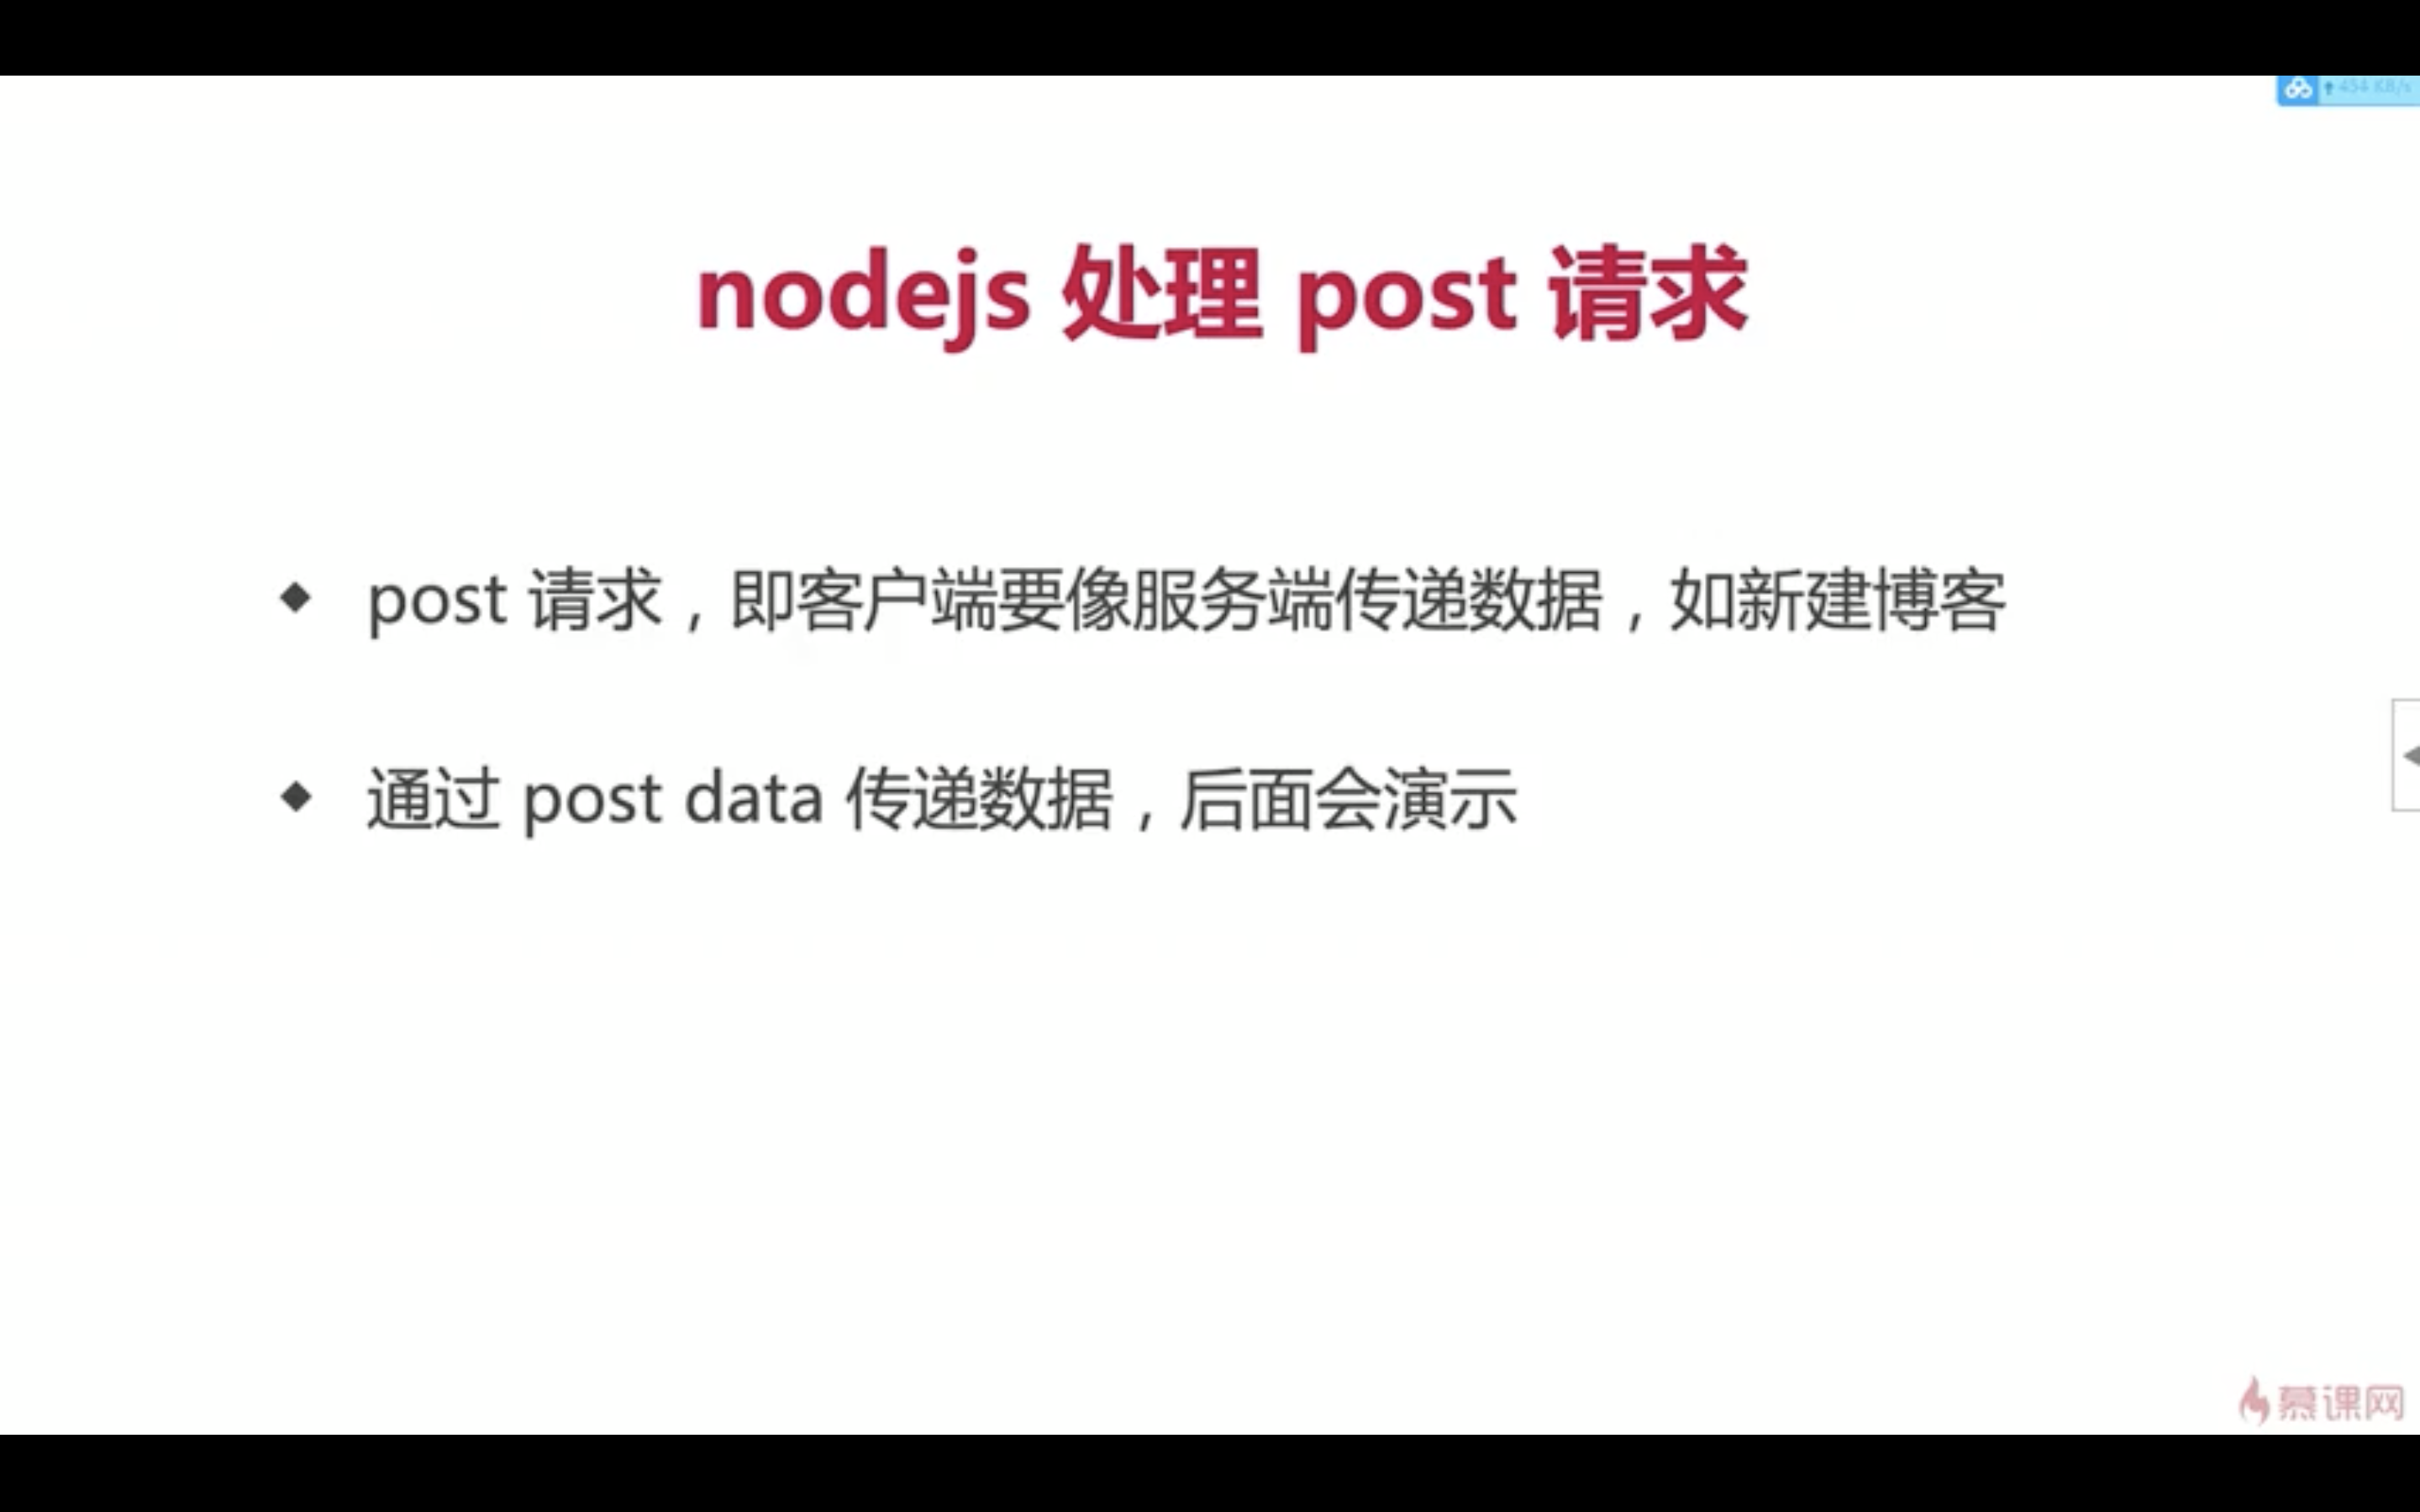 454 KB/s
nodejs 处理 post 请求
◆ post 请求，即客户端要像服务端传递数据，如新建博客
◆ 通过 post data 传递数据，后面会演示
慕课网